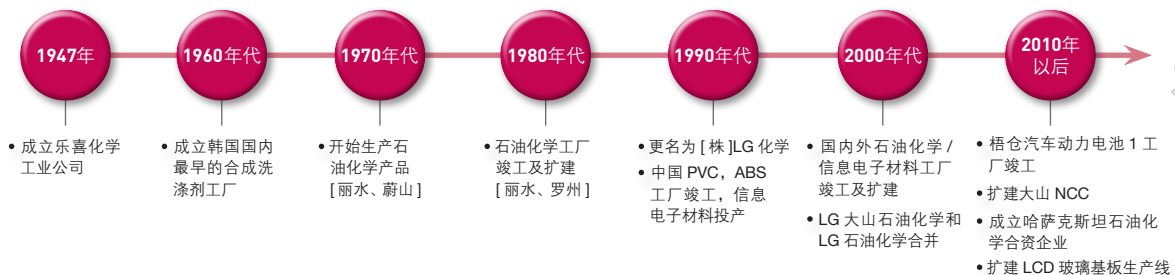 1947年
1960年代
1970年代
1980年代
1990年代
2000年代
2010年
以后
• 成立乐喜化学
工业公司
• 成立韩国国内
最早的合成洗
涤剂工厂
• 开始生产石
油化学产品
[ 丽水、蔚山 ]
• 石油化学工厂
竣工及扩建
[ 丽水、罗州 ]
• 更名为 [ 株 ]LG 化学
• 中国 PVC，ABS
工厂竣工，信息
电子材料投产
• 国内外石油化学 /
信息电子材料工厂
竣工及扩建
• LG 大山石油化学和
LG 石油化学合并
• 梧仓汽车动力电池 1 工
厂竣工
• 扩建大山 NCC
• 成立哈萨克斯坦石油化
学合资企业
• 扩建 LCD 玻璃基板生产线